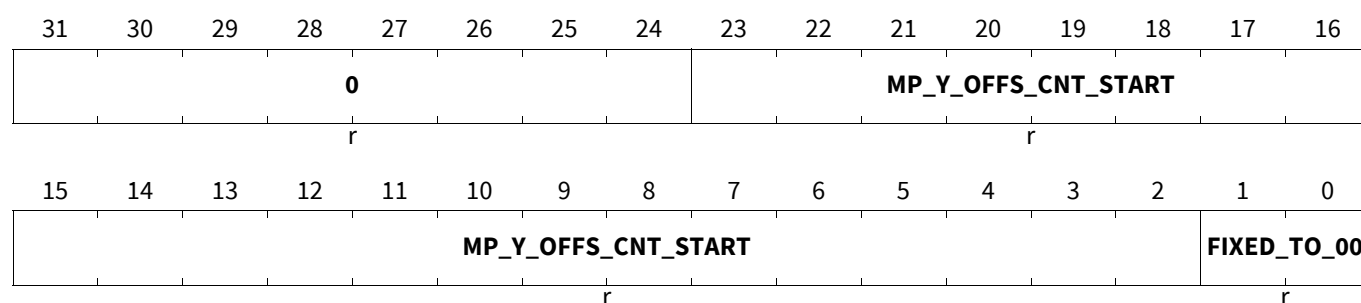 31 30 29 28 27 26 25 24 23 22 21 20 19 18 17 16
0 MP_Y_OFFS_CNT_START
r r
15 14 13 12 11 10 9 8 7 6 5 4 3 2 1 0
MP_Y_OFFS_CNT_START FIXED_TO_00
r r